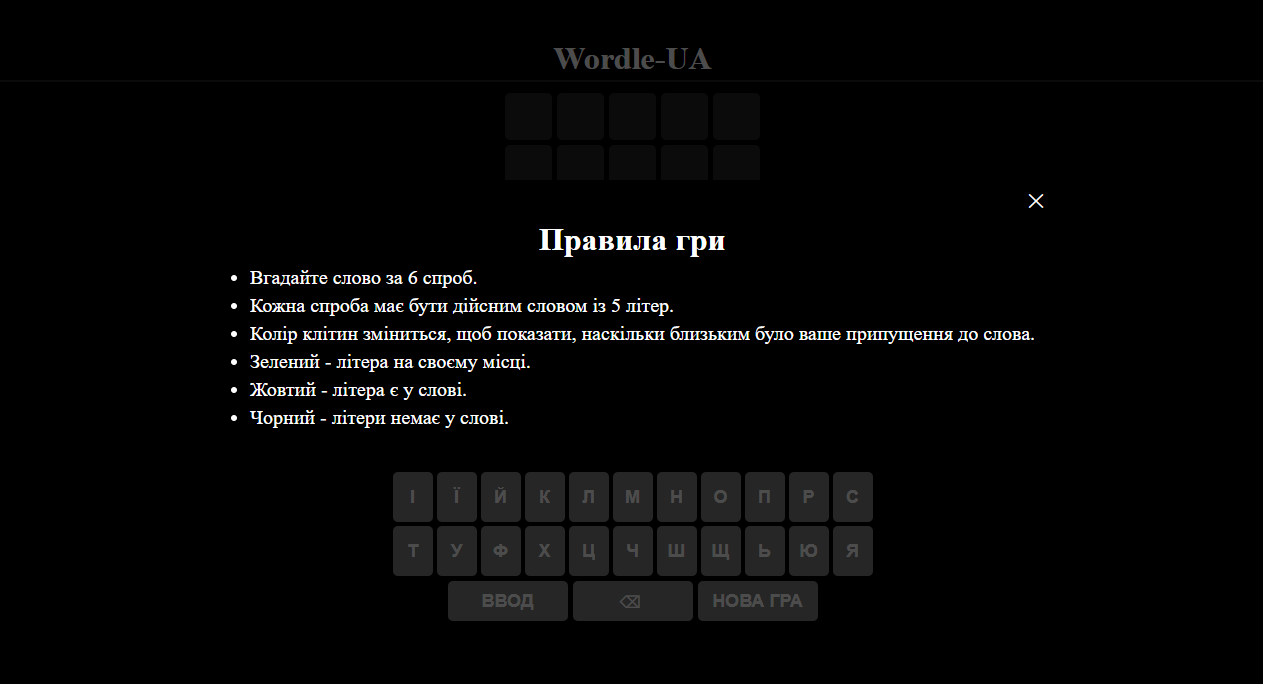 Wordle-UA
Правила гри
Вгадайте слово за 6 спроб.
Кожна спроба має бути дійсним словом із 5 літер.
Колір клітин зміниться, щоб показати, наскільки близьким було ваше припущення до слова.
Зелений - літера на своєму місці.
Жовтий - літера є у слові.
Чорний - літери немає у слові.
І Ї Й К Л М Н О П Р С
Т У Ф Х Ц Ч Ш Щ Ь Ю Я
ВВОД ⌫ НОВА ГРА